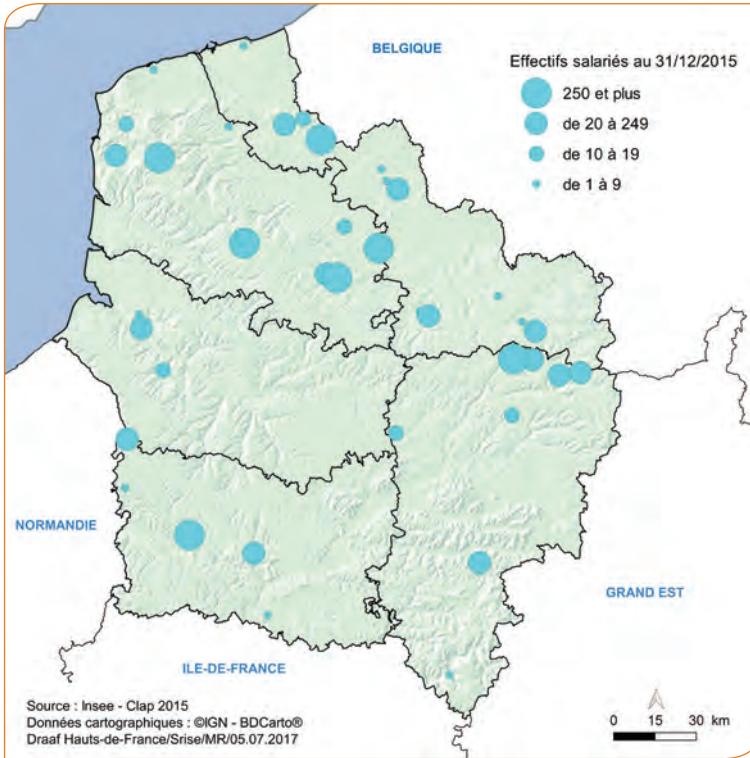 BELGIQUE
Effectifs salariés au 31/12/2015
250 et plus
de 20 à 249
de 10 à 19
de 1 à 9
NORMANDIE
GRAND EST
ILE-DE-FRANCE
Source : Insee - Clap 2015
Données cartographiques : ©IGN - BDCarto®
Draaf Hauts-de-France/Srise/MR/05.07.2017
0 15 30 km